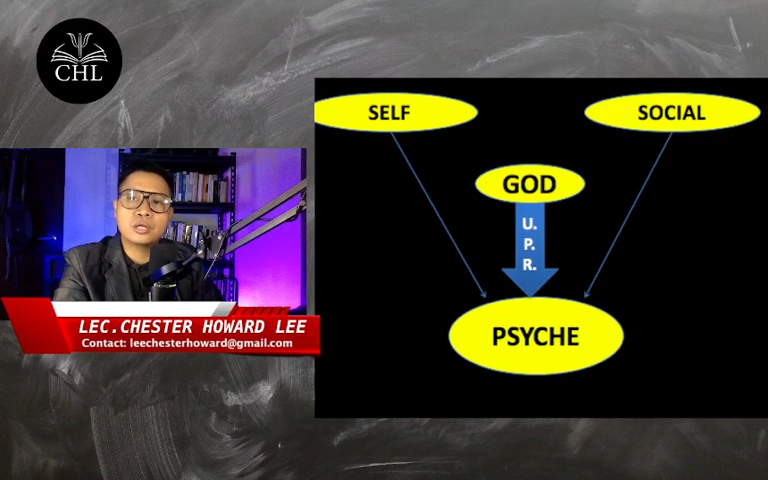 CHL
SELF
SOCIAL
GOD
U.
P.
R.
PSYCHE
LEC.CHESTER HOWARD LEE
Contact: leechesterhoward@gmail.com